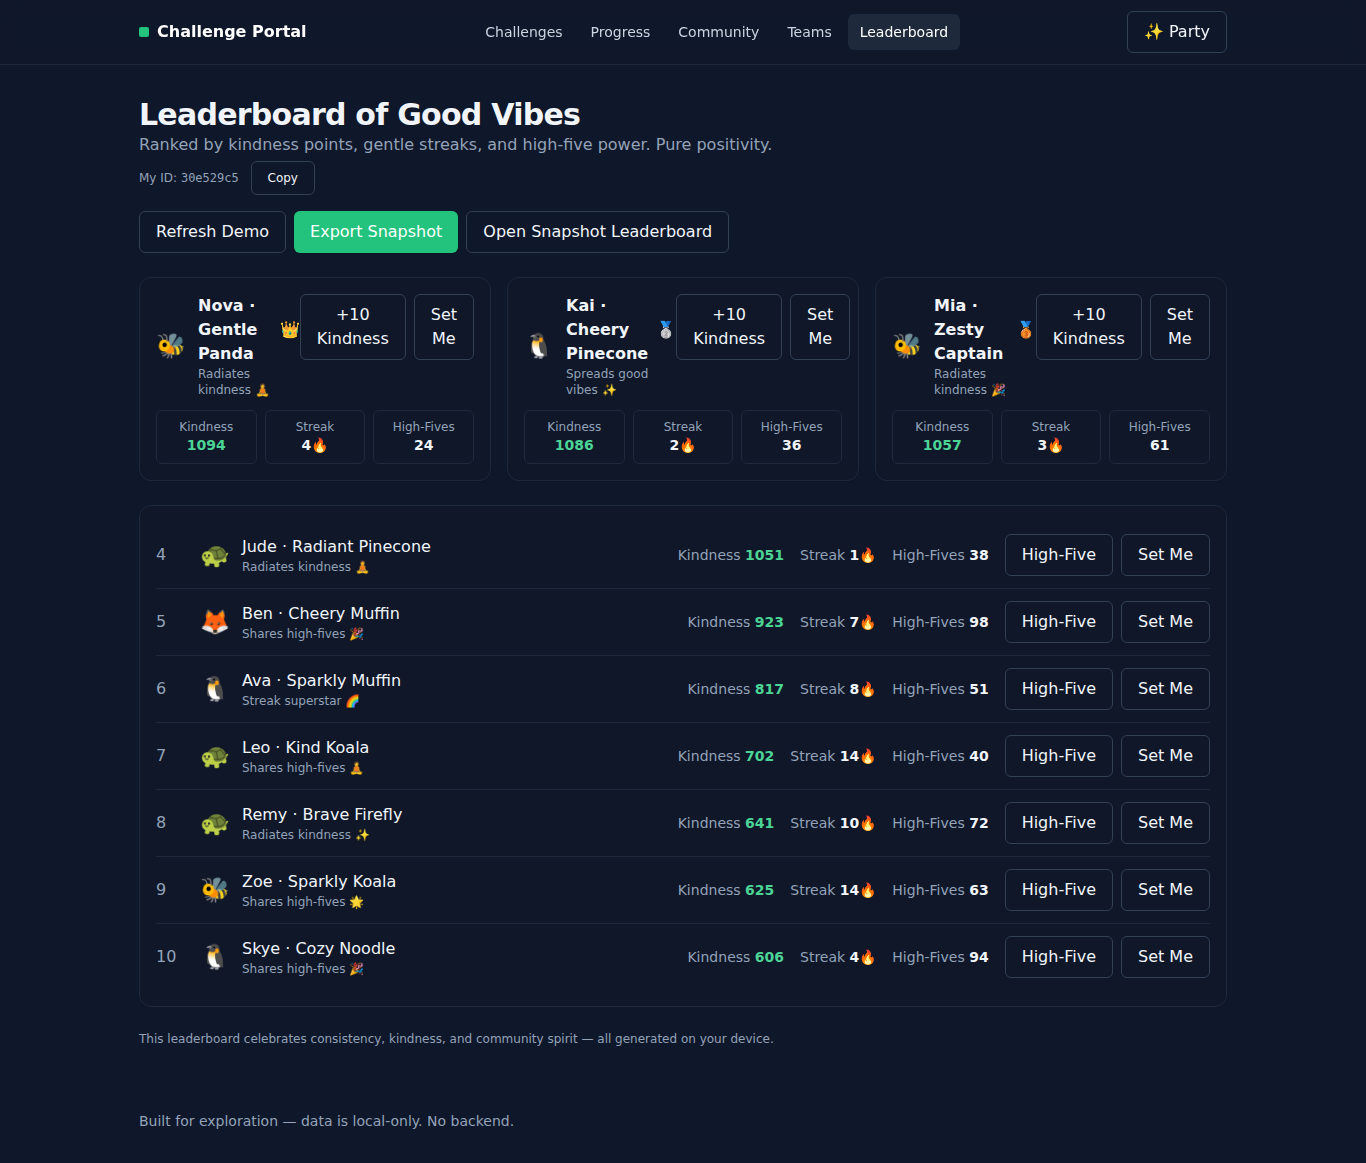 Challenge Portal
Challenges
Progress
Community
Teams
Leaderboard
✨ Party
Leaderboard of Good Vibes
Ranked by kindness points, gentle streaks, and high-five power. Pure positivity.
My ID: 30e529c5
Copy
Refresh Demo
Export Snapshot
Open Snapshot Leaderboard
Nova ·
Gentle
Panda
Radiates
kindness 🧘
+10
Kindness
Set
Me
Kindness
1094
Streak
4🔥
High-Fives
24
Kai ·
Cheery
Pinecone
Spreads good
vibes ✨
+10
Kindness
Set
Me
Kindness
1086
Streak
2🔥
High-Fives
36
Mia ·
Zesty
Captain
Radiates
kindness 🎉
+10
Kindness
Set
Me
Kindness
1057
Streak
3🔥
High-Fives
61
4
Jude · Radiant Pinecone
Radiates kindness 🧘
Kindness 1051 Streak 1🔥 High-Fives 38
High-Five
Set Me
5
Ben · Cheery Muffin
Shares high-fives 🎉
Kindness 923 Streak 7🔥 High-Fives 98
High-Five
Set Me
6
Ava · Sparkly Muffin
Streak superstar 🌈
Kindness 817 Streak 8🔥 High-Fives 51
High-Five
Set Me
7
Leo · Kind Koala
Shares high-fives 🧘
Kindness 702 Streak 14🔥 High-Fives 40
High-Five
Set Me
8
Remy · Brave Firefly
Radiates kindness ✨
Kindness 641 Streak 10🔥 High-Fives 72
High-Five
Set Me
9
Zoe · Sparkly Koala
Shares high-fives 🌟
Kindness 625 Streak 14🔥 High-Fives 63
High-Five
Set Me
10
Skye · Cozy Noodle
Shares high-fives 🎉
Kindness 606 Streak 4🔥 High-Fives 94
High-Five
Set Me
This leaderboard celebrates consistency, kindness, and community spirit — all generated on your device.
Built for exploration — data is local-only. No backend.